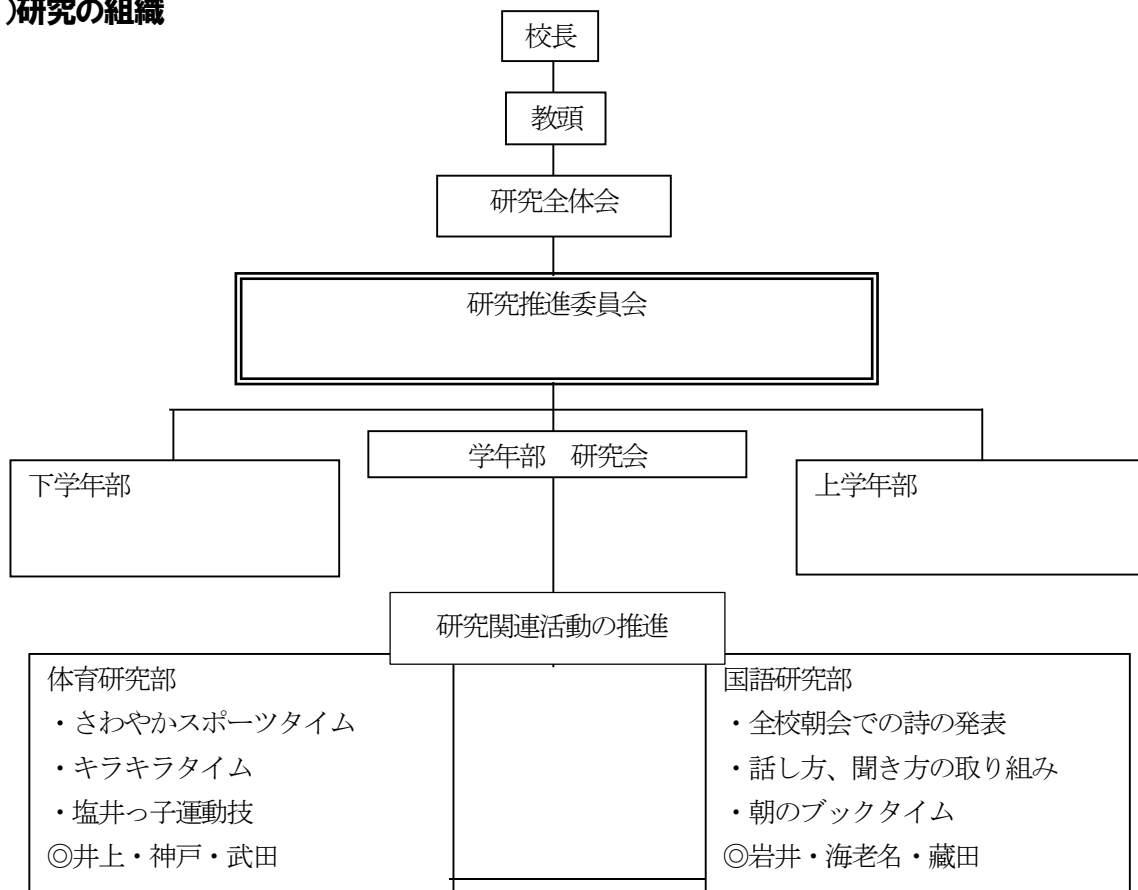 )研究の組織
校長
教頭
研究全体会
研究推進委員会
学年部　研究会
下学年部
上学年部
研究関連活動の推進
体育研究部
・さわやかスポーツタイム
・キラキラタイム
・塩井っ子運動技
◎井上・神戸・武田
国語研究部
・全校朝会での詩の発表
・話し方、聞き方の取り組み
・朝のブックタイム
◎岩井・海老名・藏田